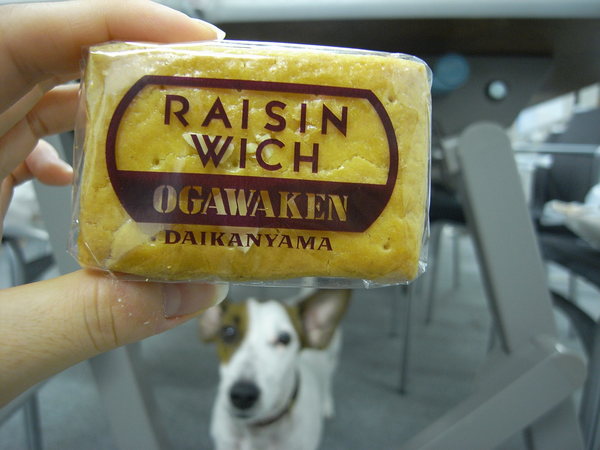 RAISIN
WICH
OGAWAKEN
DAIKANYAMA